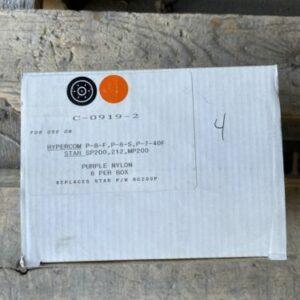 C-0919-2
FOR USE ON
HYPERCOM P-8-F,P-8-S,P-7-40F
STAR SP200,212,MP200
PURPLE NYLON
6 PER BOX
REPLACES STAR P/N RC200P
4